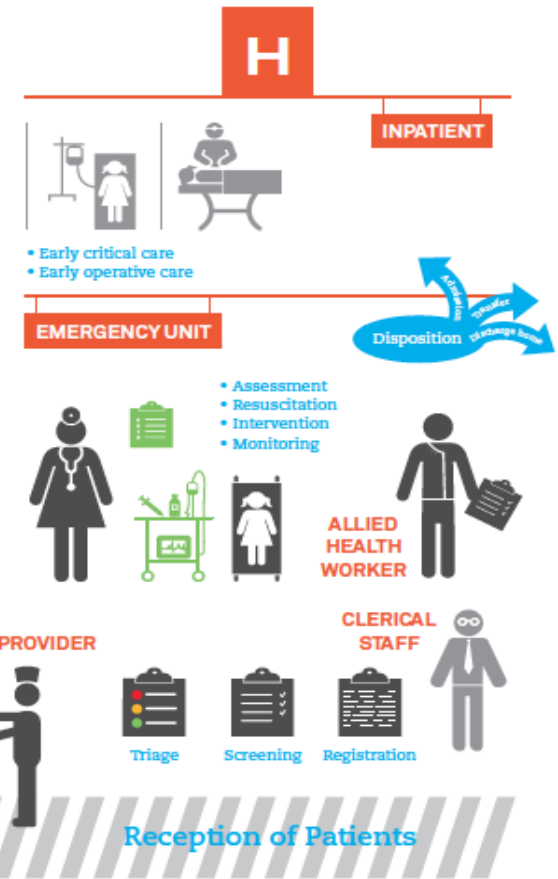 H
INPATIENT
• Early critical care
• Early operative care
EMERGENCY UNIT
Disposition
Admission
Transfer
Discharge home
• Assessment
• Resuscitation
• Intervention
• Monitoring
ALLIED
HEALTH
WORKER
CLERICAL
STAFF
PROVIDER
Triage
Screening
Registration
Reception of Patients